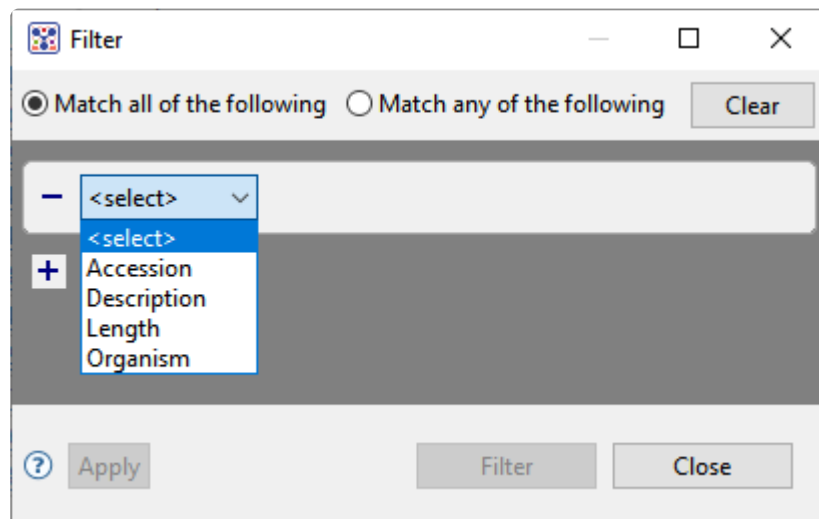 Filter
Match all of the following Match any of the following Clear
− <select>
<select>
+ Accession
Description
Length
Organism
? Apply Filter Close